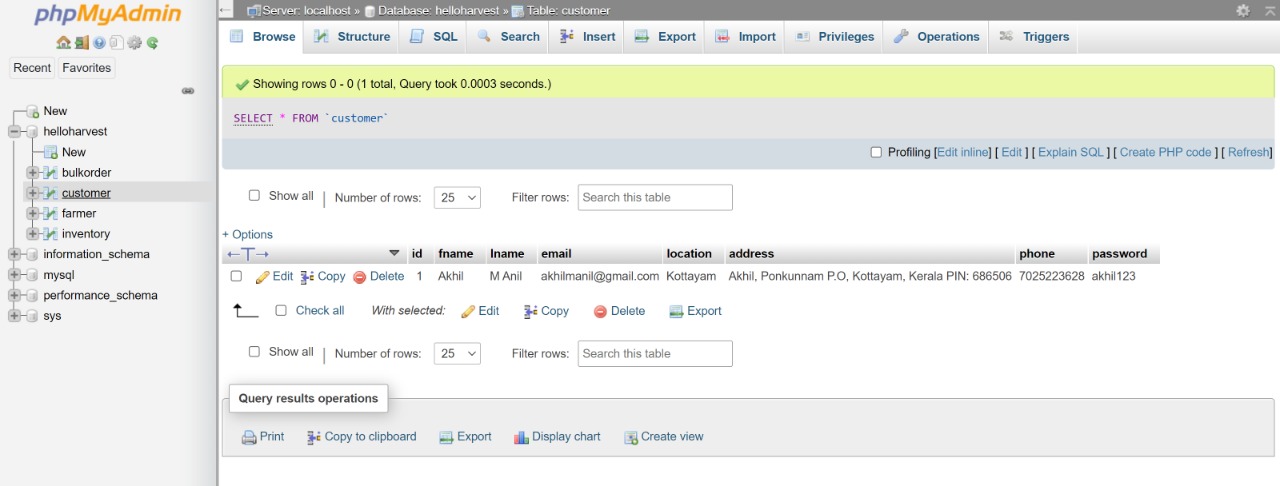 phpMyAdmin
Recent Favorites
New
helloharvest
New
bulkorder
customer
farmer
inventory
information_schema
mysql
performance_schema
sys
Server: localhost » Database: helloharvest » Table: customer
Browse Structure SQL Search Insert Export Import Privileges Operations Triggers
Showing rows 0 - 0 (1 total, Query took 0.0003 seconds.)
SELECT * FROM `customer`
Profiling [Edit inline] [ Edit ] [ Explain SQL ] [ Create PHP code ] [ Refresh]
Show all | Number of rows: 25 Filter rows: Search this table
+ Options
←T→ id fname lname email location address phone password
Edit Copy Delete 1 Akhil M Anil akhilmanil@gmail.com Kottayam Akhil, Ponkunnam P.O, Kottayam, Kerala PIN: 686506 7025223628 akhil123
Check all With selected: Edit Copy Delete Export
Show all | Number of rows: 25 Filter rows: Search this table
Query results operations
Print Copy to clipboard Export Display chart Create view